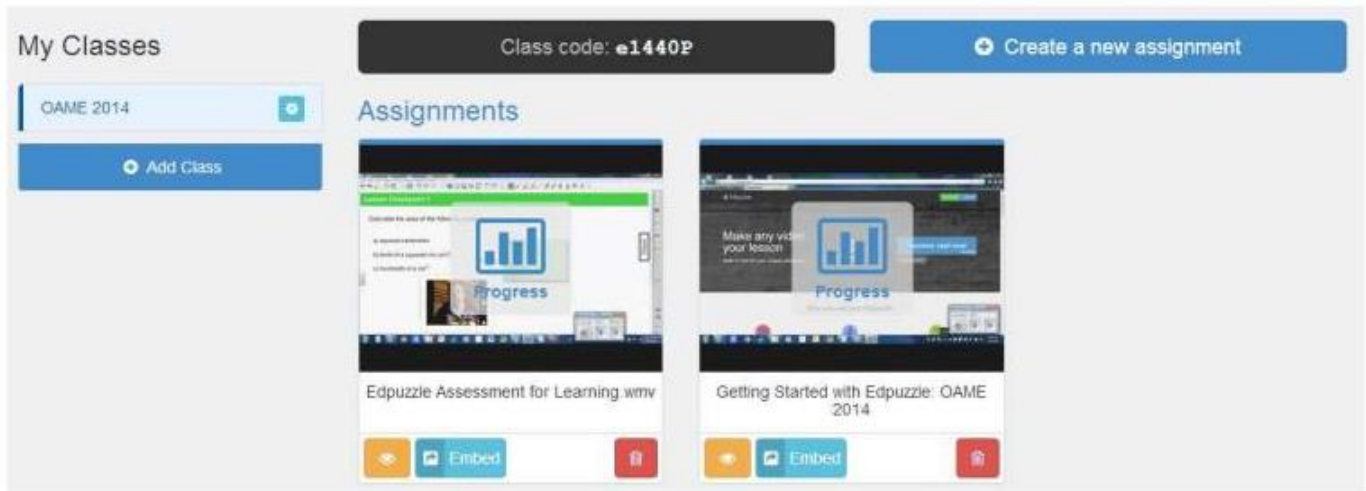 My Classes
Class code: e1440P
Create a new assignment
OAME 2014
Add Class
Assignments
Make any video
your lesson
Progress
Progress
Edpuzzle Assessment for Learning.wmv
Getting Started with Edpuzzle: OAME
2014
Embed
Embed